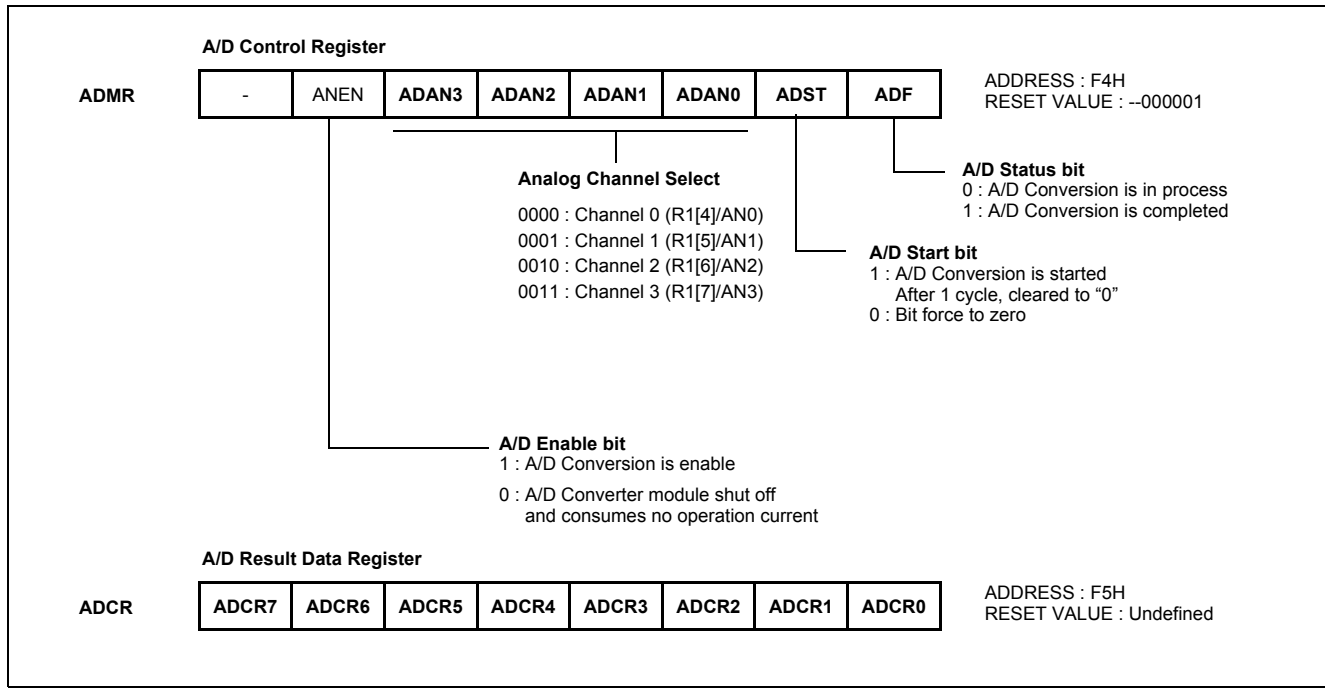 A/D Control Register
ADMR - ANEN ADAN3 ADAN2 ADAN1 ADAN0 ADST ADF
ADDRESS : F4H
RESET VALUE : --000001
A/D Status bit
0 : A/D Conversion is in process
1 : A/D Conversion is completed
Analog Channel Select
0000 : Channel 0 (R1[4]/AN0)
0001 : Channel 1 (R1[5]/AN1)
0010 : Channel 2 (R1[6]/AN2)
0011 : Channel 3 (R1[7]/AN3)
A/D Start bit
1 : A/D Conversion is started
After 1 cycle, cleared to “0”
0 : Bit force to zero
A/D Enable bit
1 : A/D Conversion is enable
0 : A/D Converter module shut off
and consumes no operation current
A/D Result Data Register
ADCR ADCR7 ADCR6 ADCR5 ADCR4 ADCR3 ADCR2 ADCR1 ADCR0
ADDRESS : F5H
RESET VALUE : Undefined